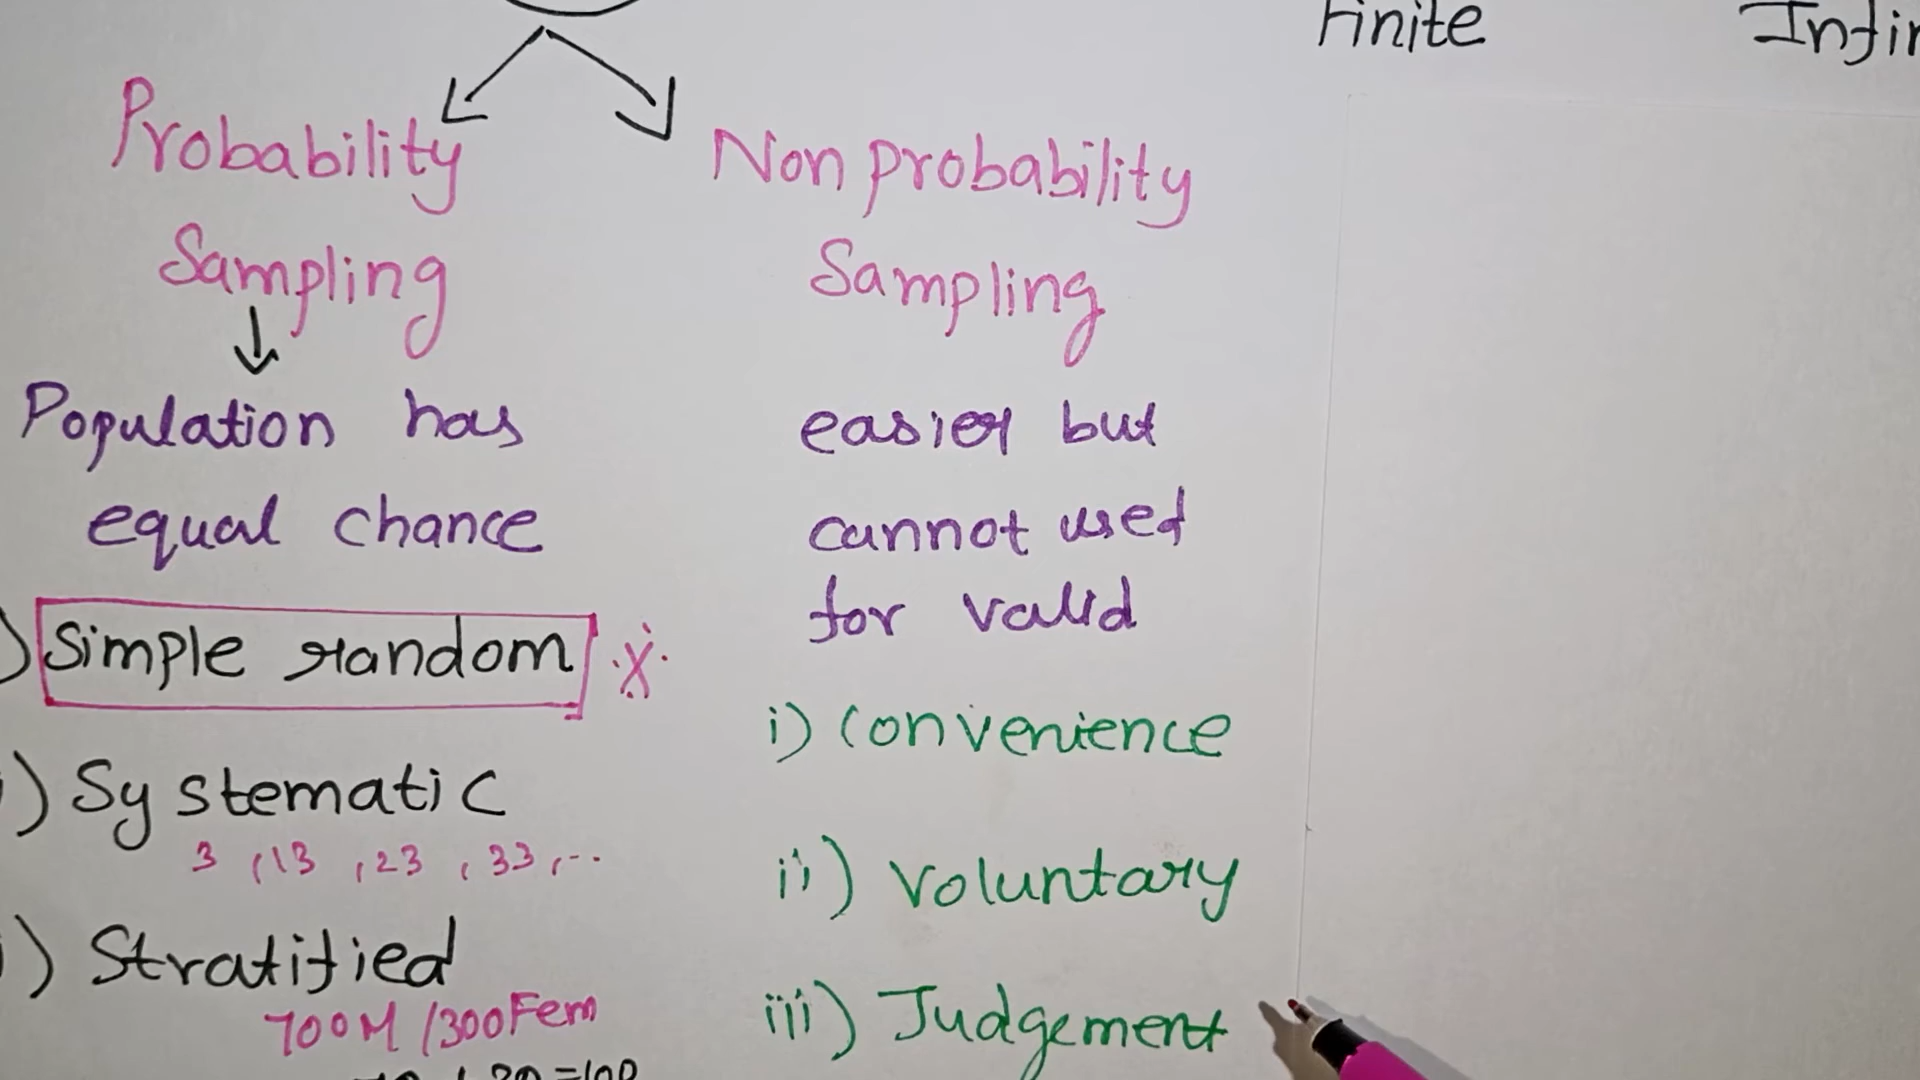 Finite
Probability
Sampling
Population has
equal chance
Simple random
) Systematic
3, 13, 23, 33, ...
) Stratified
700M / 300Fem
Non probability
Sampling
easier but
cannot used
for valid
i) Convenience
ii) Voluntary
iii) Judgement